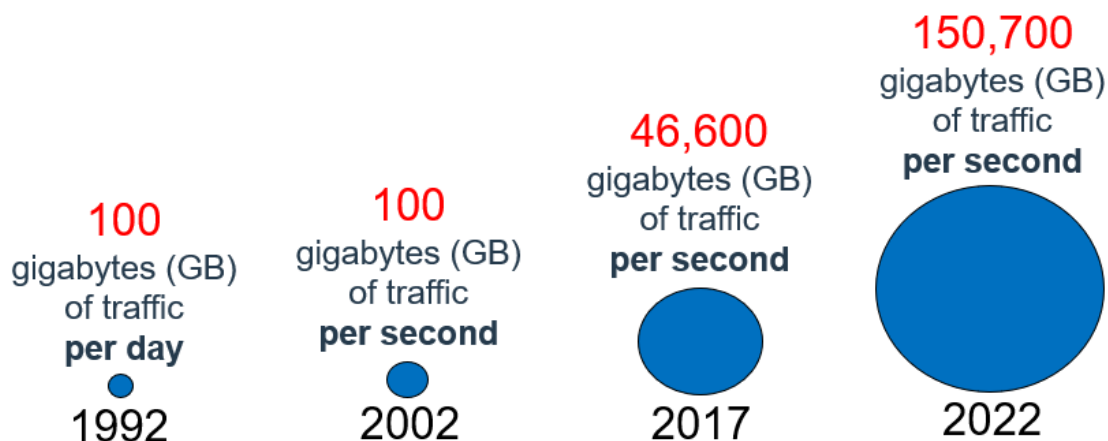 100
gigabytes (GB)
of traffic
per day
1992
100
gigabytes (GB)
of traffic
per second
2002
46,600
gigabytes (GB)
of traffic
per second
2017
150,700
gigabytes (GB)
of traffic
per second
2022